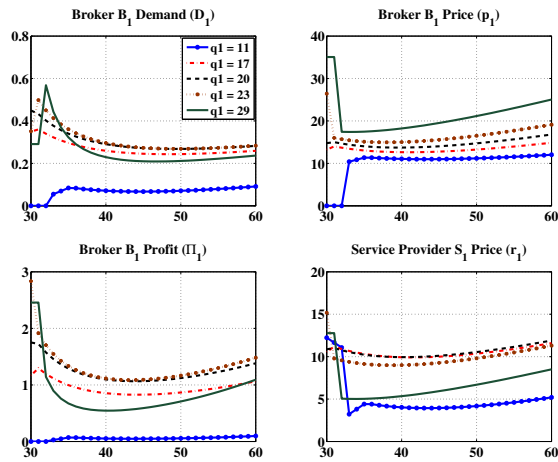 Broker B1 Demand (D1)
0.8
0.6
0.4
0.2
0
30 40 50 60
q1 = 11
q1 = 17
q1 = 20
q1 = 23
q1 = 29
Broker B1 Price (p1)
40
30
20
10
0
30 40 50 60
Broker B1 Profit (Π1)
3
2
1
0
30 40 50 60
Service Provider S1 Price (r1)
20
15
10
5
0
30 40 50 60